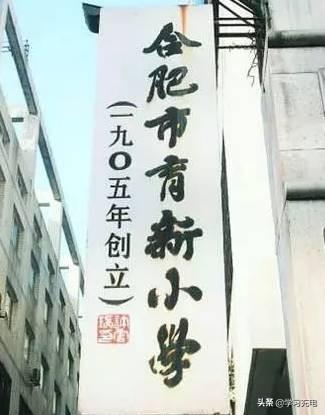 合肥市育新小学
(一九〇五年创立)
头条 @学习充电